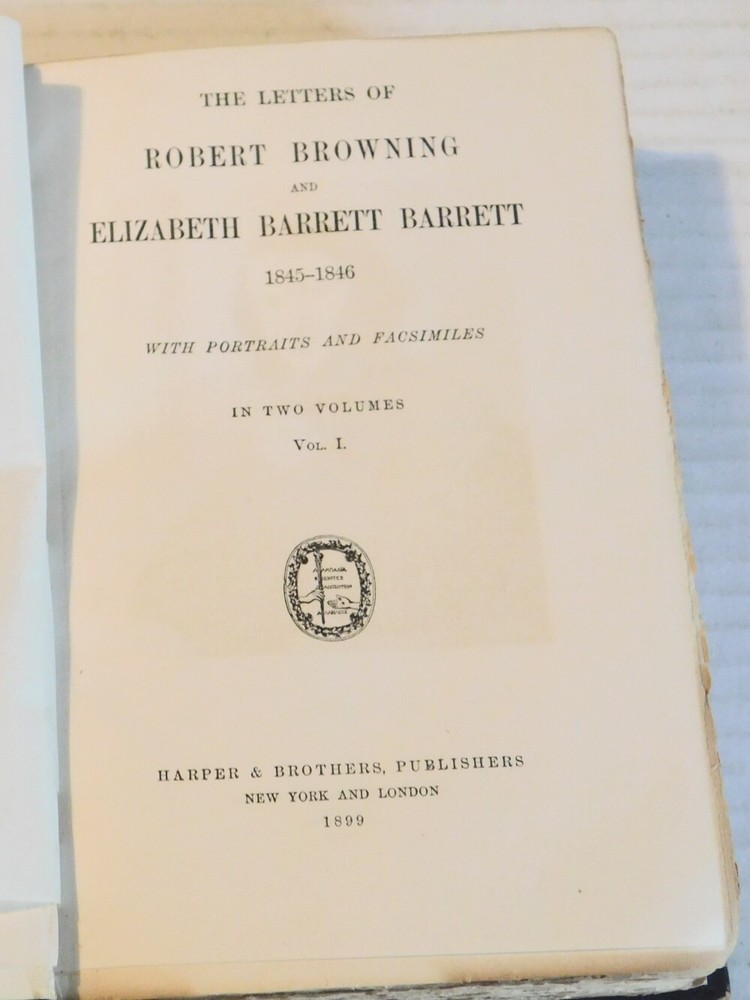 THE LETTERS OF
ROBERT BROWNING
AND
ELIZABETH BARRETT BARRETT
1845–1846
WITH PORTRAITS AND FACSIMILES
IN TWO VOLUMES
VOL. I.
HARPER & BROTHERS, PUBLISHERS
NEW YORK AND LONDON
1899